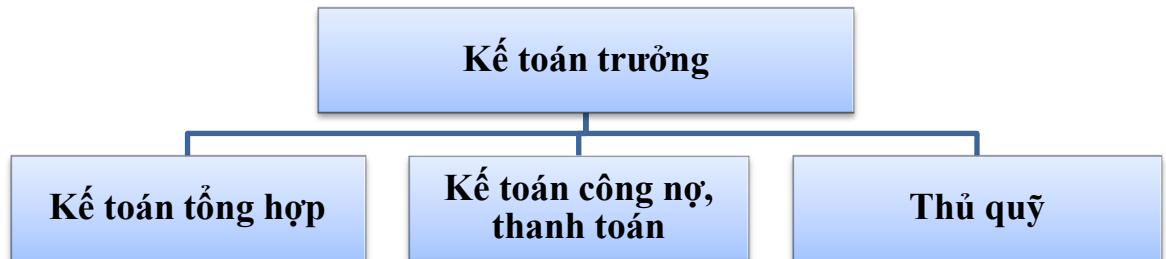 Kế toán trưởng
Kế toán tổng hợp
Kế toán công nợ,
thanh toán
Thủ quỹ